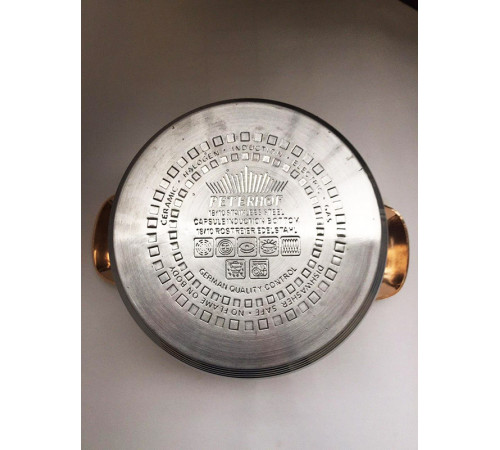 CERAMIC • HALOGEN • INDUCTION • ELECTRIC • GAS
PETERHOF
18/10 STAINLESS STEEL
CAPSULE INDUCTION BOTTOM
18/10 ROSTFREIER EDELSTAHL
GERMAN QUALITY CONTROL
DISHWASHER SAFE • NO FLAME ON BODY